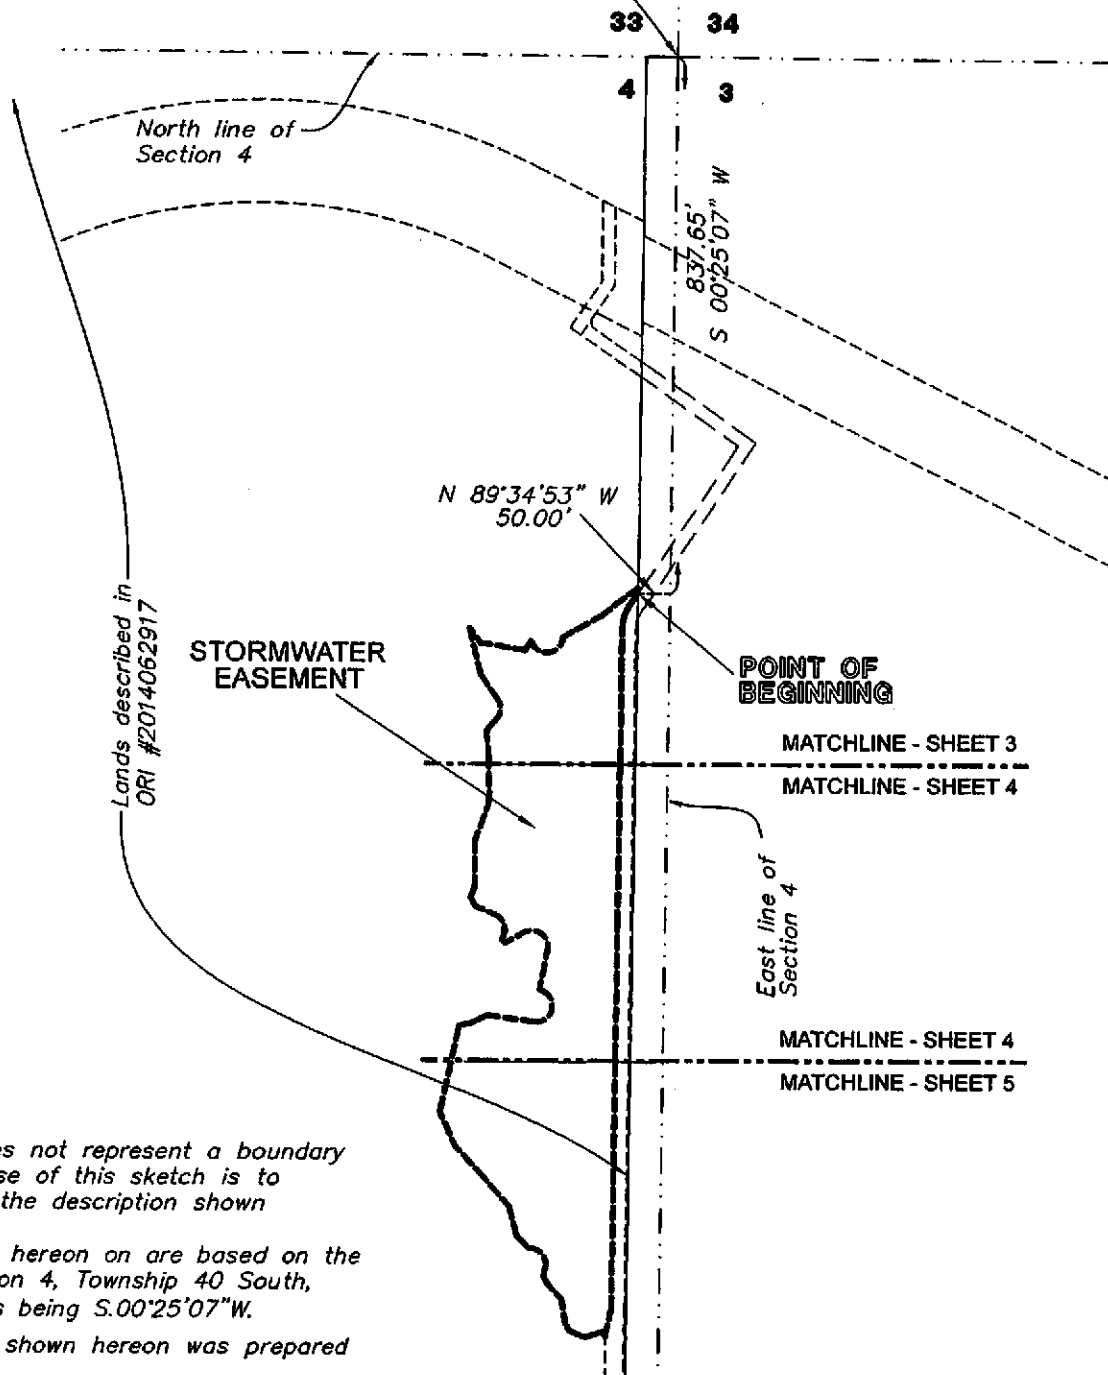 33 34
4 3
North line of
Section 4
837.65'
S 00°25'07" W
N 89°34'53" W
50.00'
Lands described in
ORI #2014062917
STORMWATER
EASEMENT
POINT OF
BEGINNING
MATCHLINE - SHEET 3
MATCHLINE - SHEET 4
East line of
Section 4
MATCHLINE - SHEET 4
MATCHLINE - SHEET 5
es not represent a boundary
se of this sketch is to
the description shown
hereon on are based on the
on 4, Township 40 South,
s being S.00°25'07"W.
shown hereon was prepared